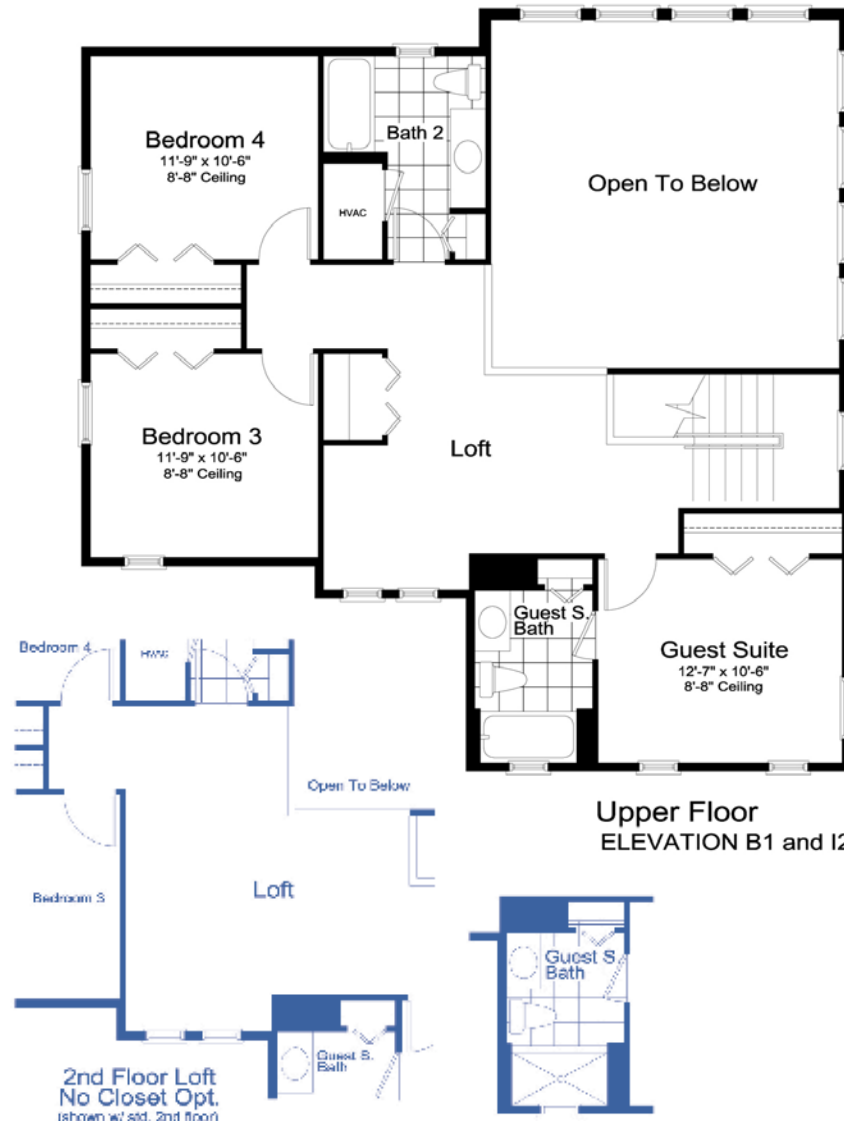 Bedroom 4
11'-9" x 10'-6"
8'-8" Ceiling
Bath 2
HVAC
Open To Below
Bedroom 3
11'-9" x 10'-6"
8'-8" Ceiling
Loft
Guest S.
Bath
Guest Suite
12'-7" x 10'-6"
8'-8" Ceiling
Upper Floor
ELEVATION B1 and I2
Bedroom 4
HVAC
Open To Below
Bedroom 3
Loft
Guest S.
Bath
2nd Floor Loft
No Closet Opt.
(shown w/ std. 2nd floor)
Guest S.
Bath